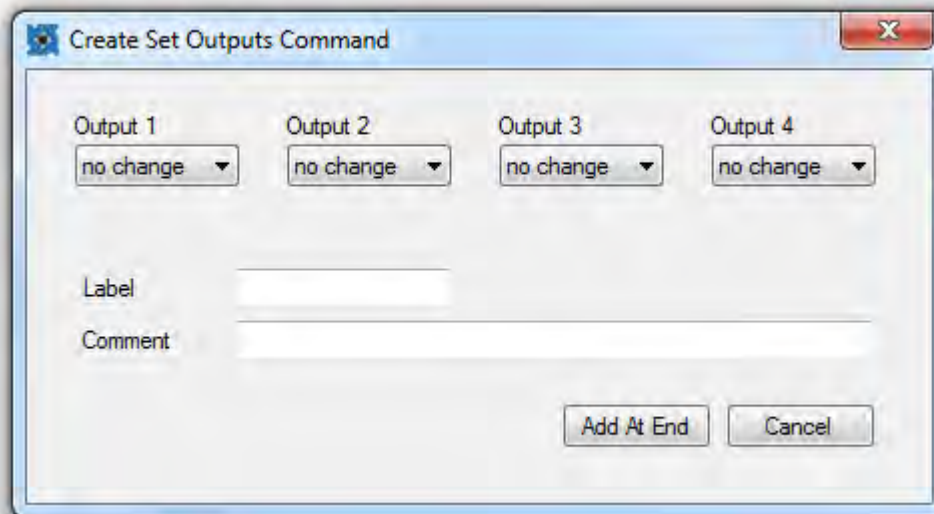 Create Set Outputs Command
Output 1 Output 2 Output 3 Output 4
no change no change no change no change
Label
Comment
Add At End Cancel